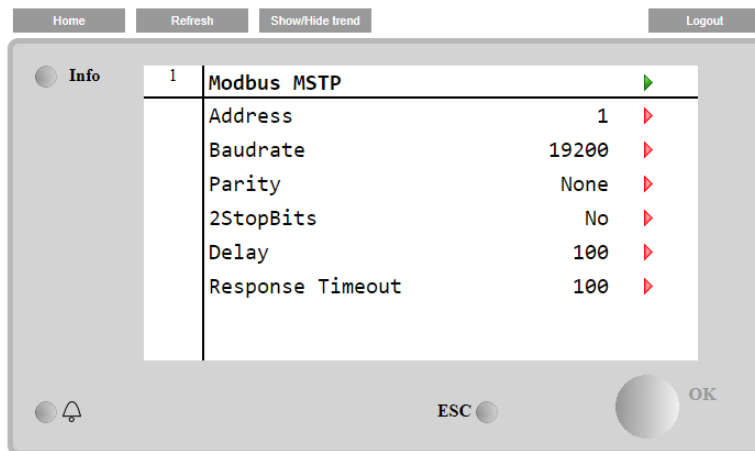 Home Refresh Show/Hide trend Logout
Info 1 Modbus MSTP
Address 1
Baudrate 19200
Parity None
2StopBits No
Delay 100
Response Timeout 100
ESC OK